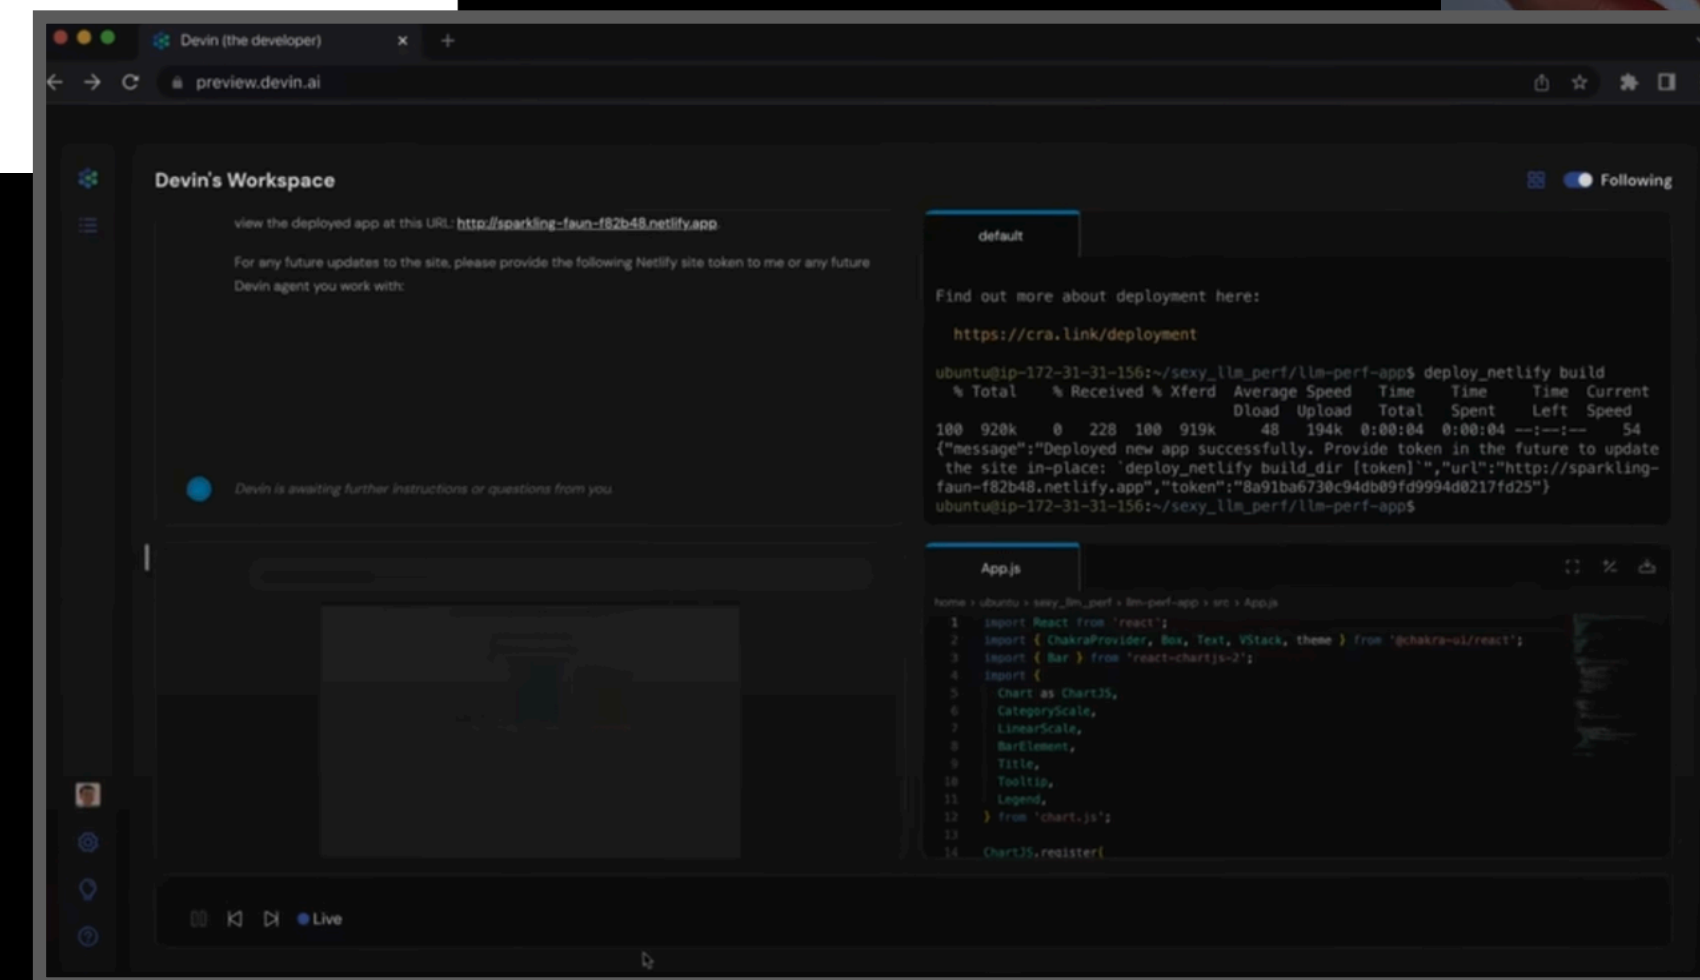 Devin (the developer)
preview.devin.ai
Devin's Workspace
Following
view the deployed app at this URL: http://sparkling-faun-f82b48.netlify.app.
For any future updates to the site, please provide the following Netlify site token to me or any future
Devin agent you work with:
Devin is awaiting further instructions or questions from you
default
Find out more about deployment here:
https://cra.link/deployment
ubuntu@ip-172-31-31-156:~/sexy_llm_perf/llm-perf-app$ deploy_netlify build
% Total % Received % Xferd Average Speed Time Time Time Current
Dload Upload Total Spent Left Speed
100 920k 0 228 100 919k 48 194k 0:00:04 0:00:04 --:--:-- 54
{"message":"Deployed new app successfully. Provide token in the future to update
the site in-place: `deploy_netlify build_dir [token]`","url":"http://sparkling-
faun-f82b48.netlify.app","token":"8a91ba6730c94db09fd9994d0217fd25"}
ubuntu@ip-172-31-31-156:~/sexy_llm_perf/llm-perf-app$
App.js
home > ubuntu > sexy_llm_perf > llm-perf-app > src > App.js
1 import React from 'react';
2 import { ChakraProvider, Box, Text, VStack, theme } from '@chakra-ui/react';
3 import { Bar } from 'react-chartjs-2';
4 import {
5 Chart as ChartJS,
6 CategoryScale,
7 LinearScale,
8 BarElement,
9 Title,
10 Tooltip,
11 Legend,
12 } from 'chart.js';
13
14 ChartJS.register(
Live